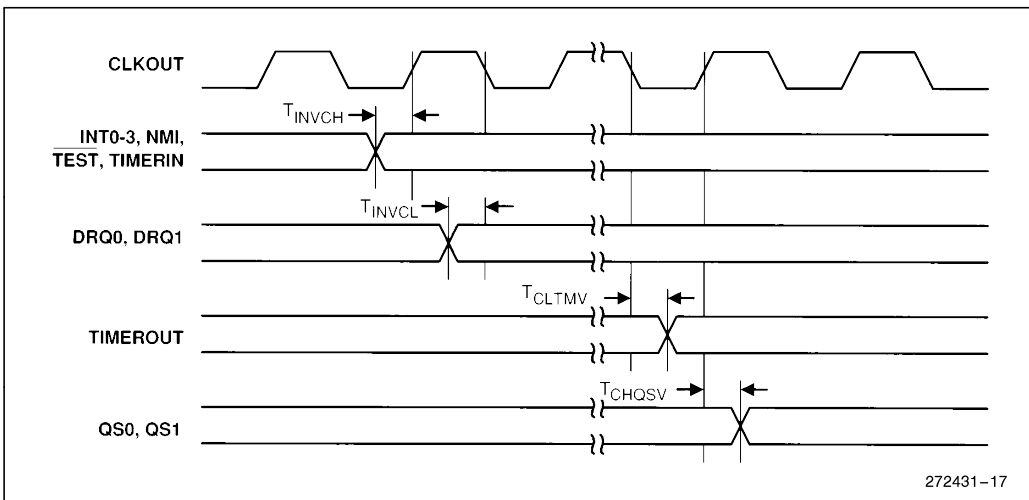 CLKOUT
TINVCH
INT0-3, NMI,
TEST, TIMERIN
TINVCL
DRQ0, DRQ1
TCLTMV
TIMEROUT
TCHQSV
QS0, QS1
272431-17